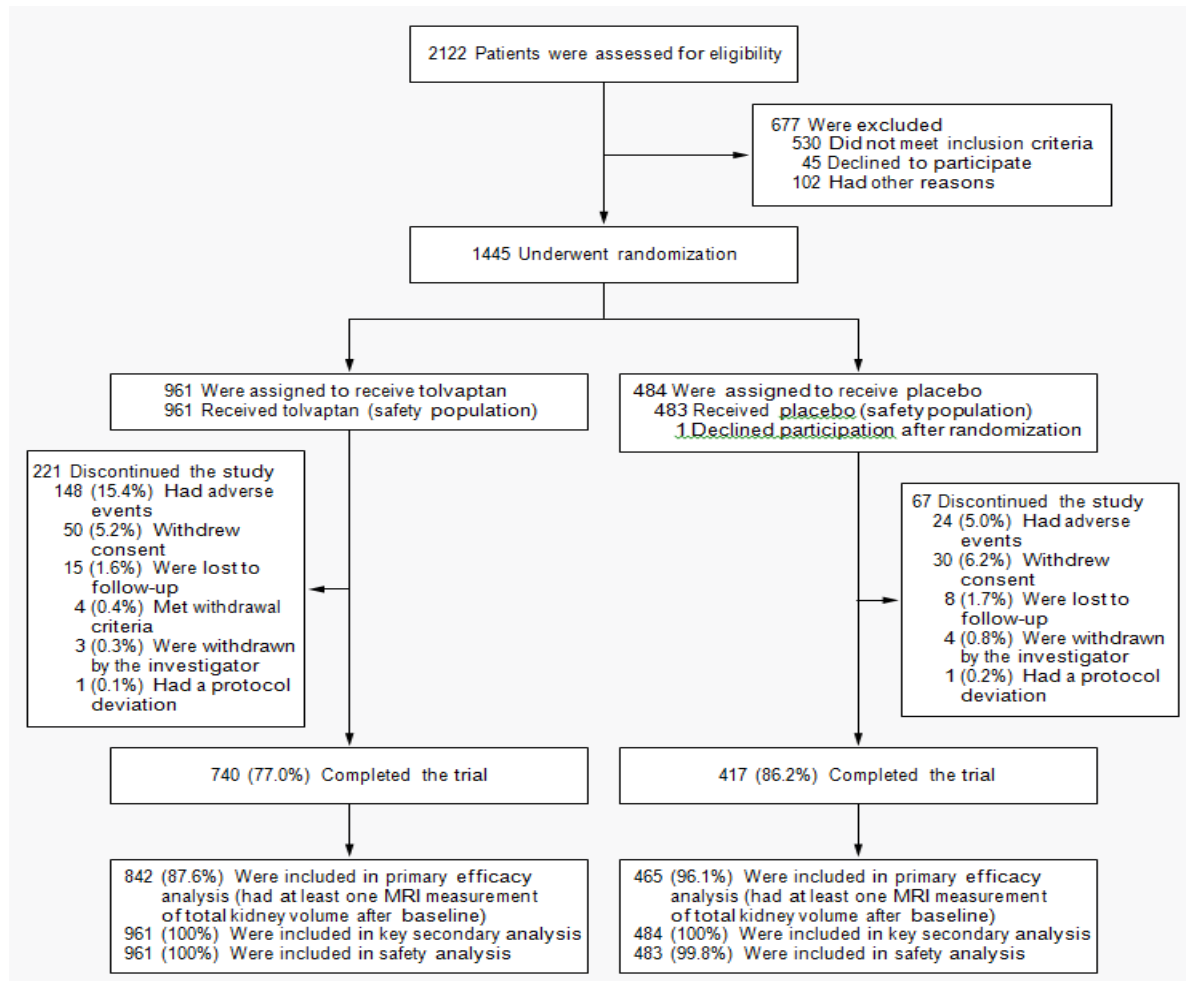 2122 Patients were assessed for eligibility
677 Were excluded
530 Did not meet inclusion criteria
45 Declined to participate
102 Had other reasons
1445 Underwent randomization
961 Were assigned to receive tolvaptan
961 Received tolvaptan (safety population)
484 Were assigned to receive placebo
483 Received placebo (safety population)
1 Declined participation after randomization
221 Discontinued the study
148 (15.4%) Had adverse
events
50 (5.2%) Withdrew
consent
15 (1.6%) Were lost to
follow-up
4 (0.4%) Met withdrawal
criteria
3 (0.3%) Were withdrawn
by the investigator
1 (0.1%) Had a protocol
deviation
67 Discontinued the study
24 (5.0%) Had adverse
events
30 (6.2%) Withdrew
consent
8 (1.7%) Were lost to
follow-up
4 (0.8%) Were withdrawn
by the investigator
1 (0.2%) Had a protocol
deviation
740 (77.0%) Completed the trial
417 (86.2%) Completed the trial
842 (87.6%) Were included in primary efficacy
analysis (had at least one MRI measurement
of total kidney volume after baseline)
961 (100%) Were included in key secondary analysis
961 (100%) Were included in safety analysis
465 (96.1%) Were included in primary efficacy
analysis (had at least one MRI measurement
of total kidney volume after baseline)
484 (100%) Were included in key secondary analysis
483 (99.8%) Were included in safety analysis